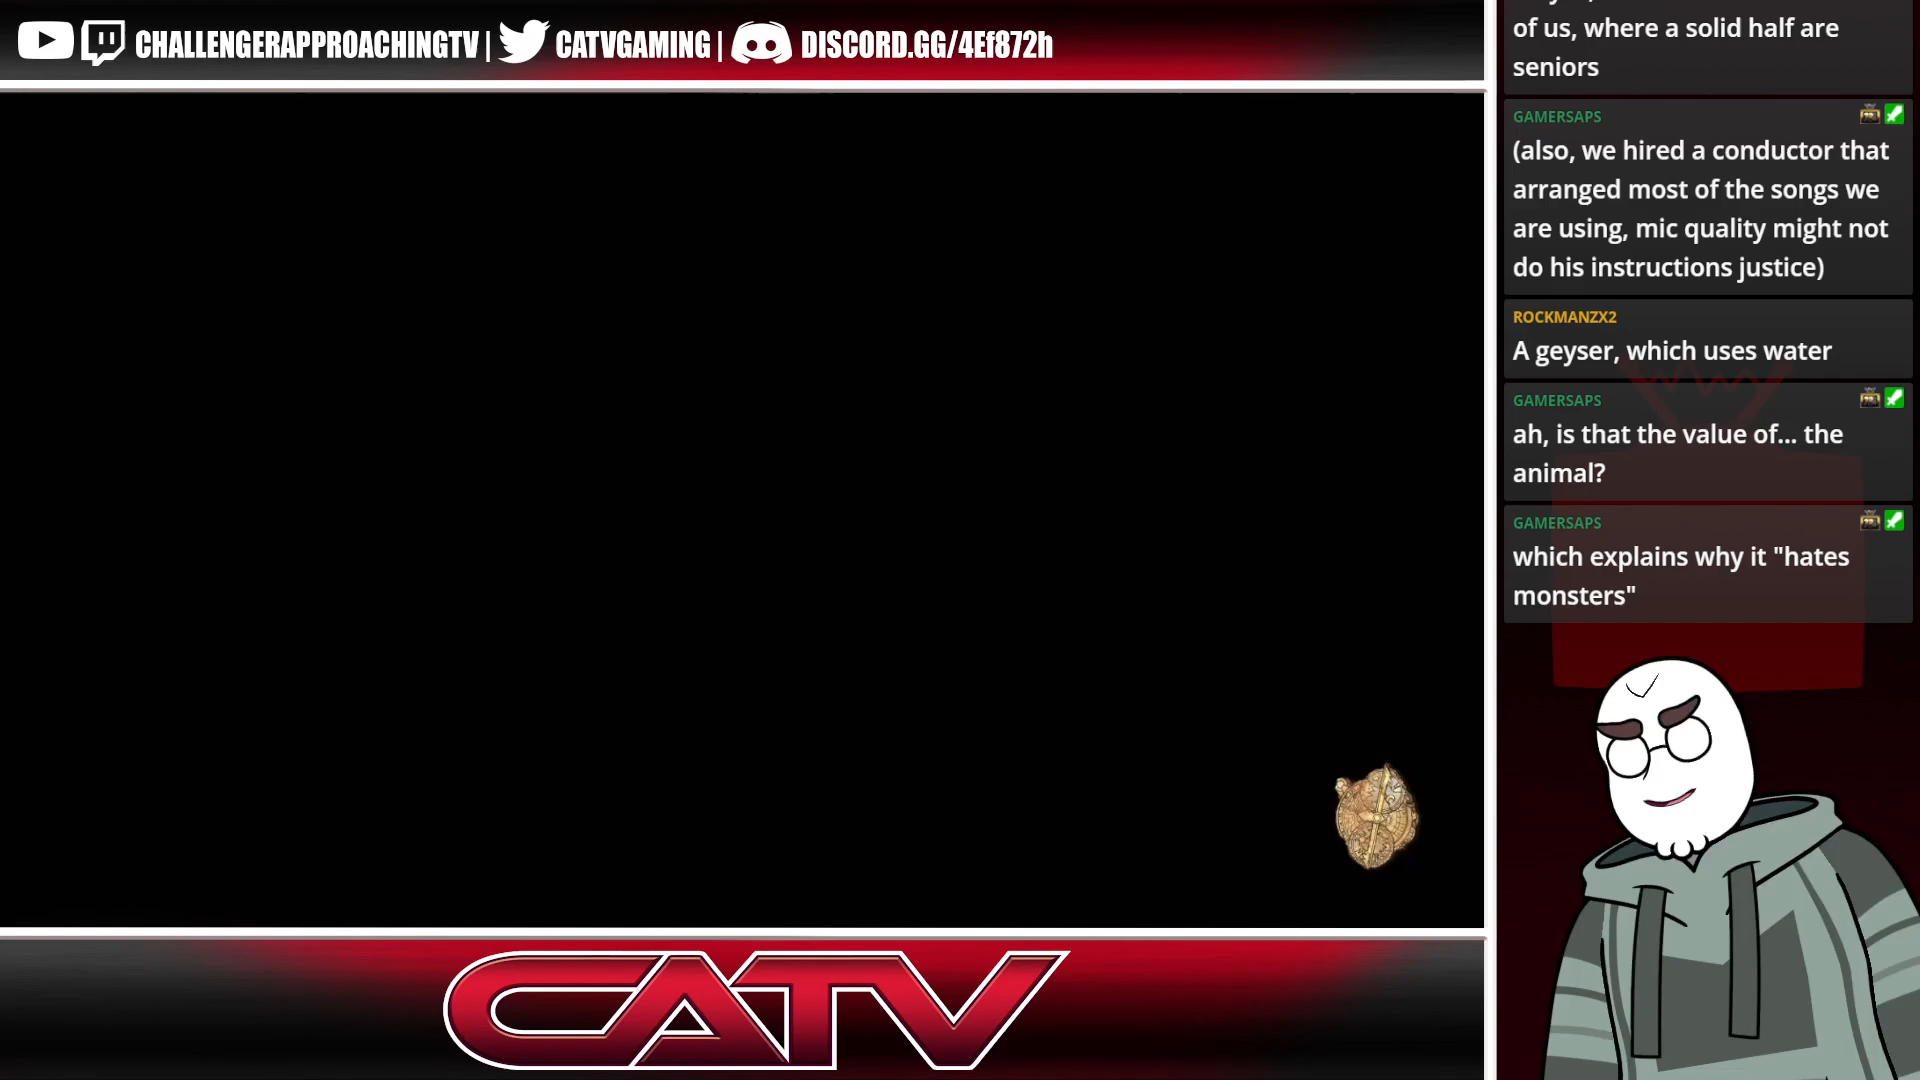 CHALLENGERAPPROACHINGTV | CATVGAMING | DISCORD.GG/4Ef872h
of us, where a solid half are
seniors
GAMERSAPS
(also, we hired a conductor that
arranged most of the songs we
are using, mic quality might not
do his instructions justice)
ROCKMANZX2
A geyser, which uses water
GAMERSAPS
ah, is that the value of... the
animal?
GAMERSAPS
which explains why it "hates
monsters"
CATV